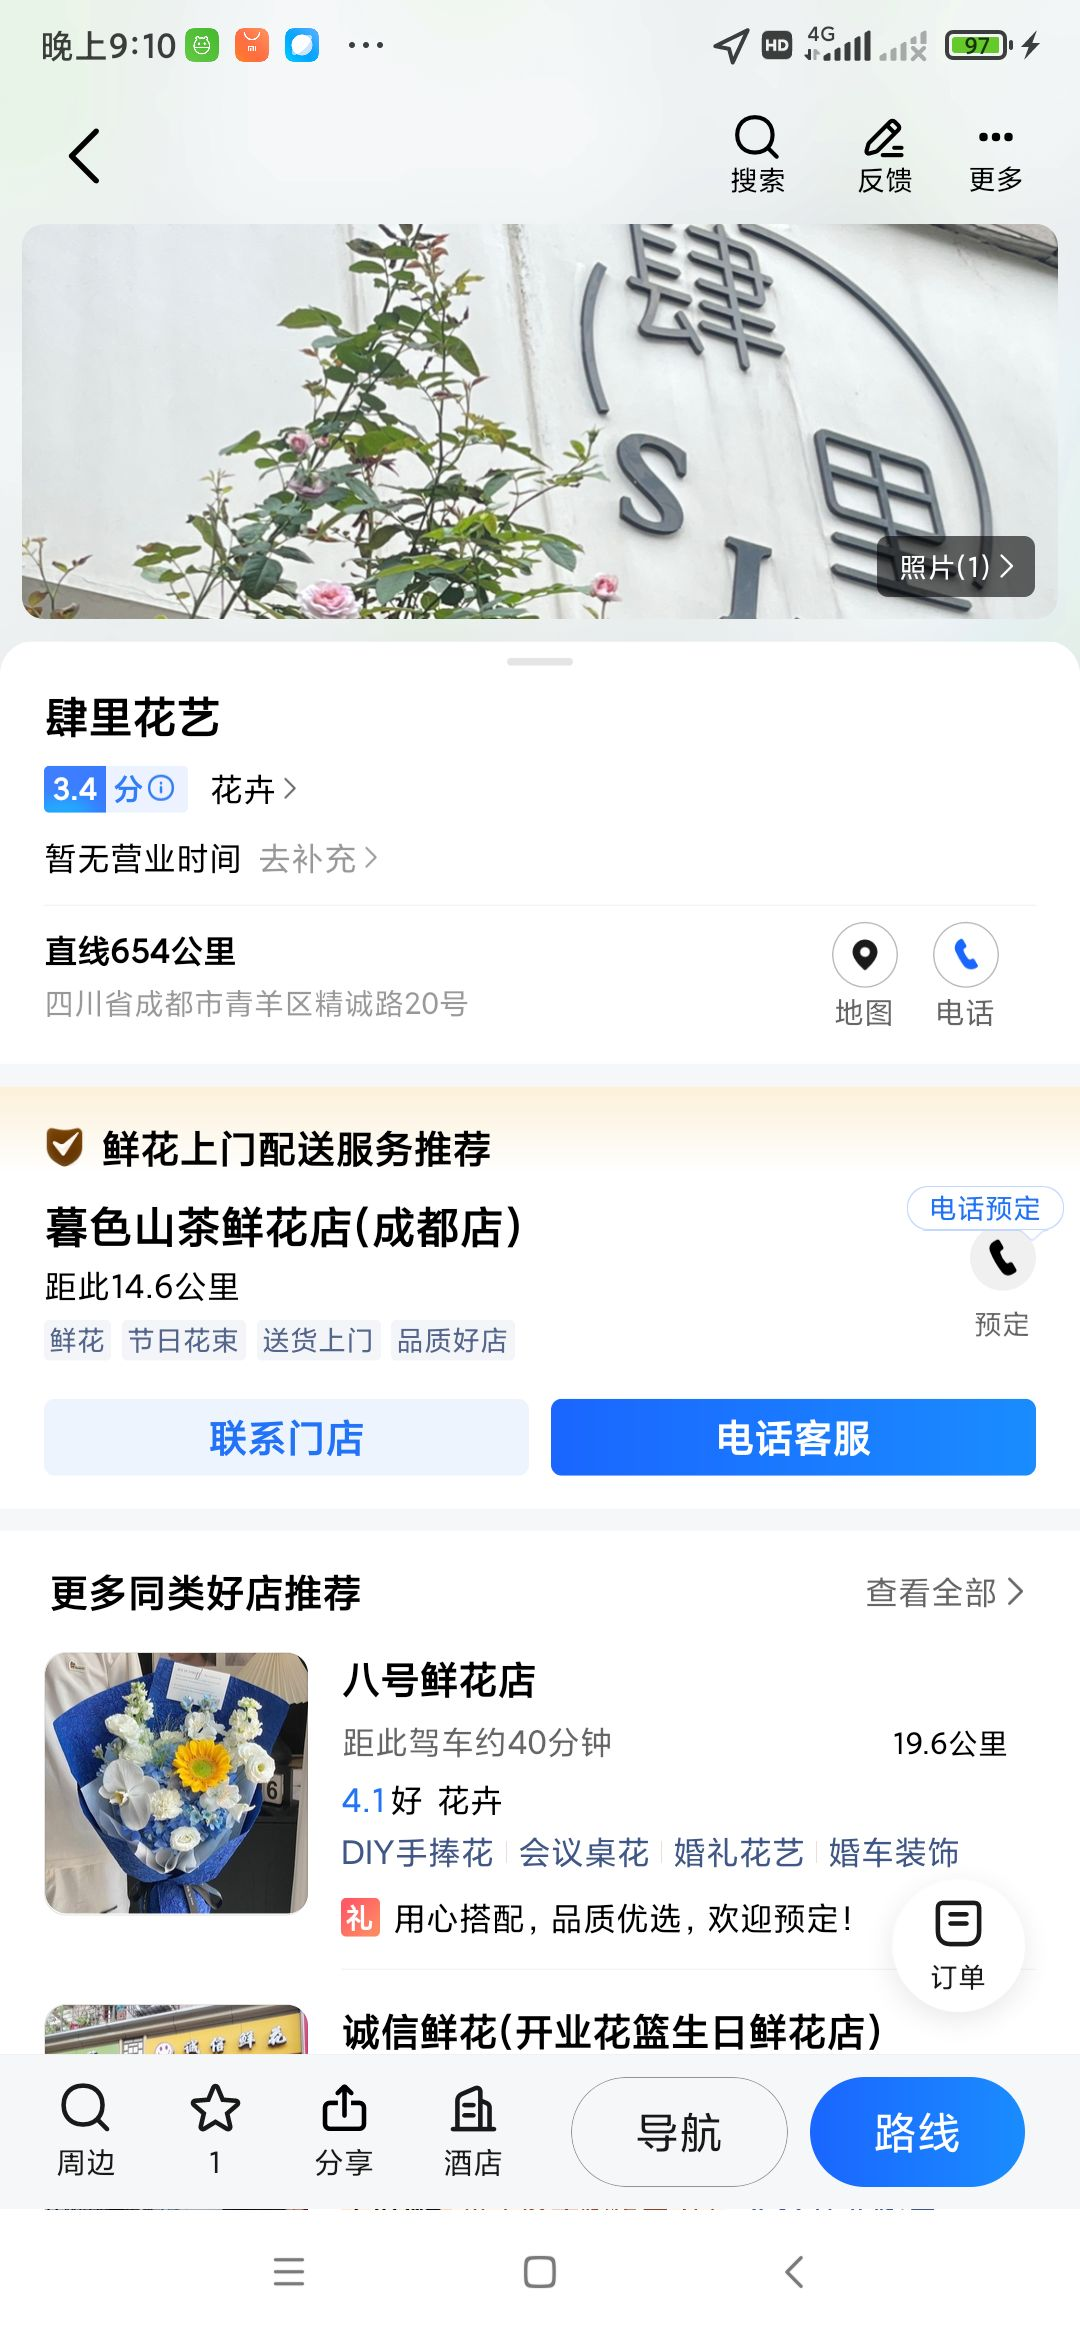 晚上9:10
HD
4G
97
搜索
反馈
更多
肆
S
里
I
照片(1)
肆里花艺
3.4分
花卉
暂无营业时间 去补充
直线654公里
四川省成都市青羊区精诚路20号
地图
电话
鲜花上门配送服务推荐
暮色山茶鲜花店(成都店)
电话预定
距此14.6公里
预定
鲜花 节日花束 送货上门 品质好店
联系门店
电话客服
更多同类好店推荐
查看全部
八号鲜花店
距此驾车约40分钟
19.6公里
4.1好 花卉
DIY手捧花 会议桌花 婚礼花艺 婚车装饰
礼 用心搭配，品质优选，欢迎预定！
订单
诚信鲜花
诚信鲜花(开业花篮生日鲜花店)
周边
1
分享
酒店
导航
路线